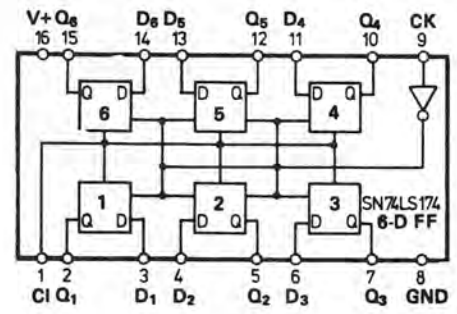 V+ Q6 D6 D5 Q5 D4 Q4 CK
16 15 14 13 12 11 10 9
Q D Q D Q D
6 5 4
1 2 3 SN74LS174
Q D D Q D Q 6-D FF
1 2 3 4 5 6 7 8
Cl Q1 D1 D2 Q2 D3 Q3 GND